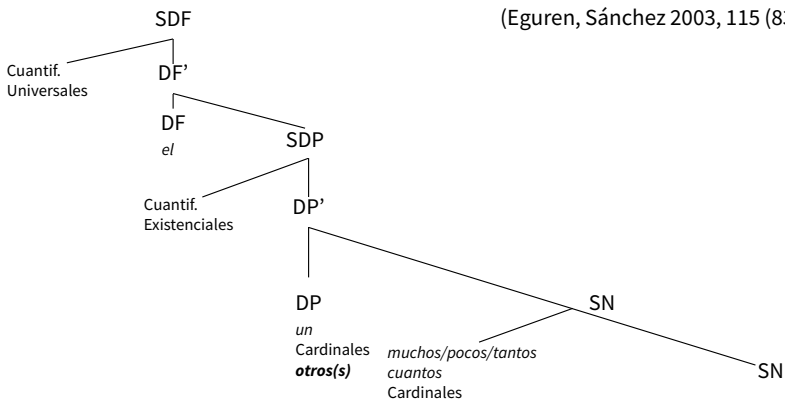 SDF
(Eguren, Sánchez 2003, 115 (83
Cuantif.
Universales
DF’
DF
el
SDP
Cuantif.
Existenciales
DP’
DP
un
Cardinales
otros(s)
SN
muchos/pocos/tantos
cuantos
Cardinales
SN